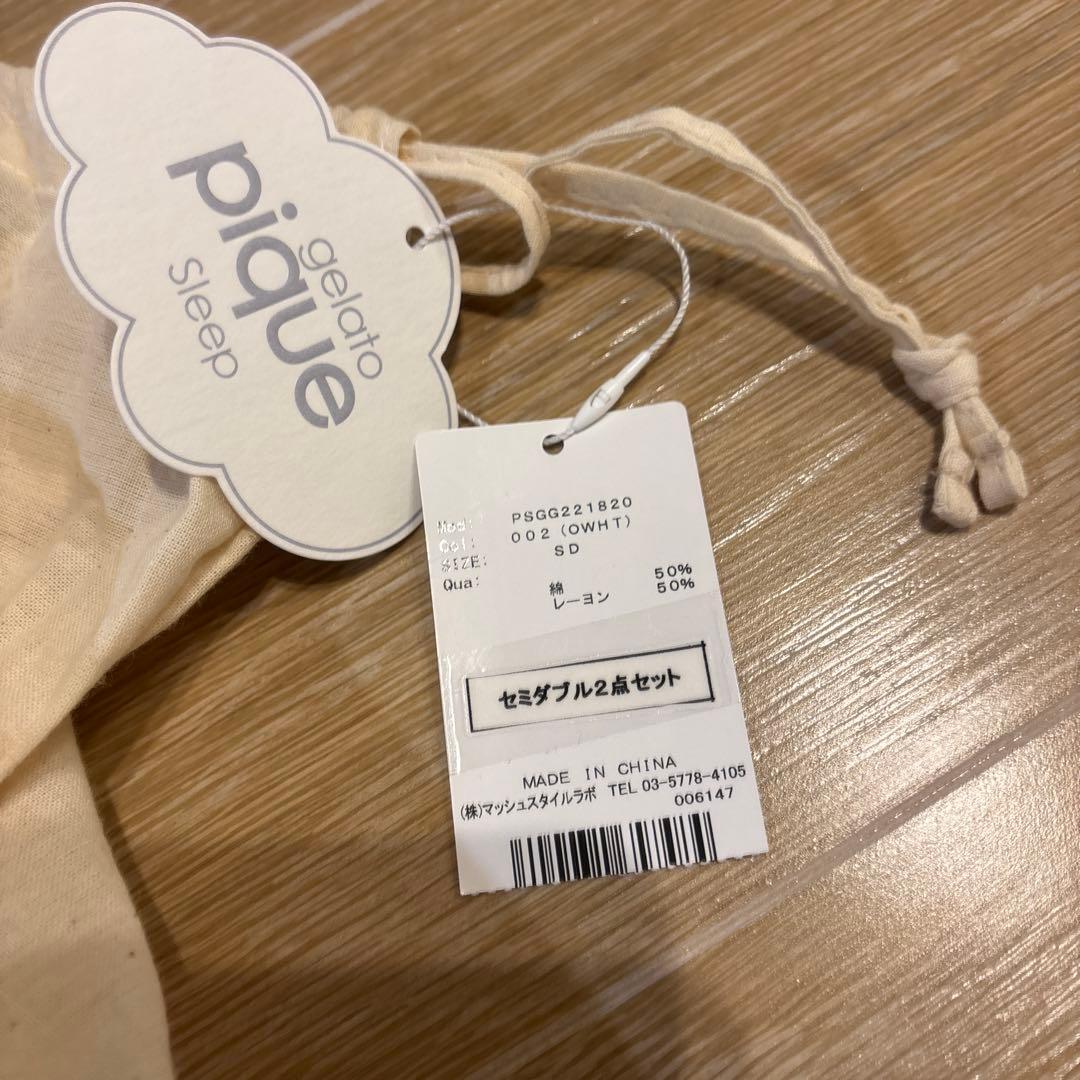 gelato
pique
Sleep
Mod: PSGG221820
Col: 002 (OWHT)
SIZE: SD
Qua: 綿 50%
レーヨン 50%
セミダブル2点セット
MADE IN CHINA
(株)マッシュスタイルラボ TEL 03-5778-4105
006147